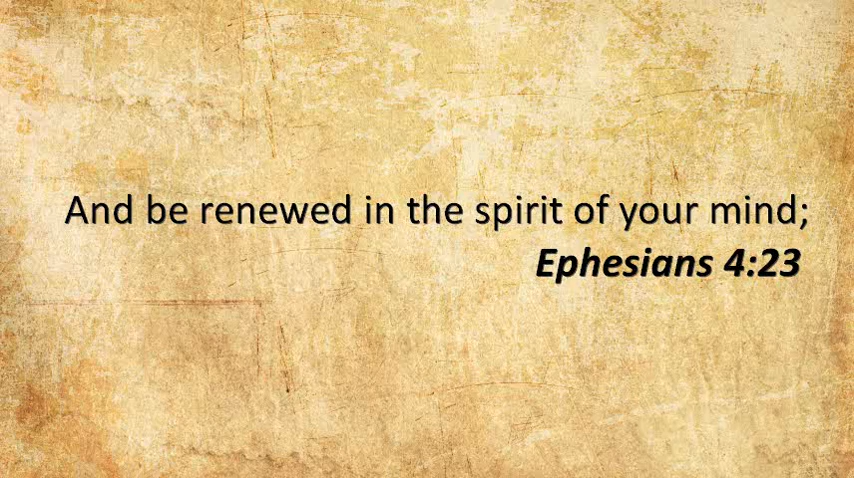 And be renewed in the spirit of your mind;
Ephesians 4:23